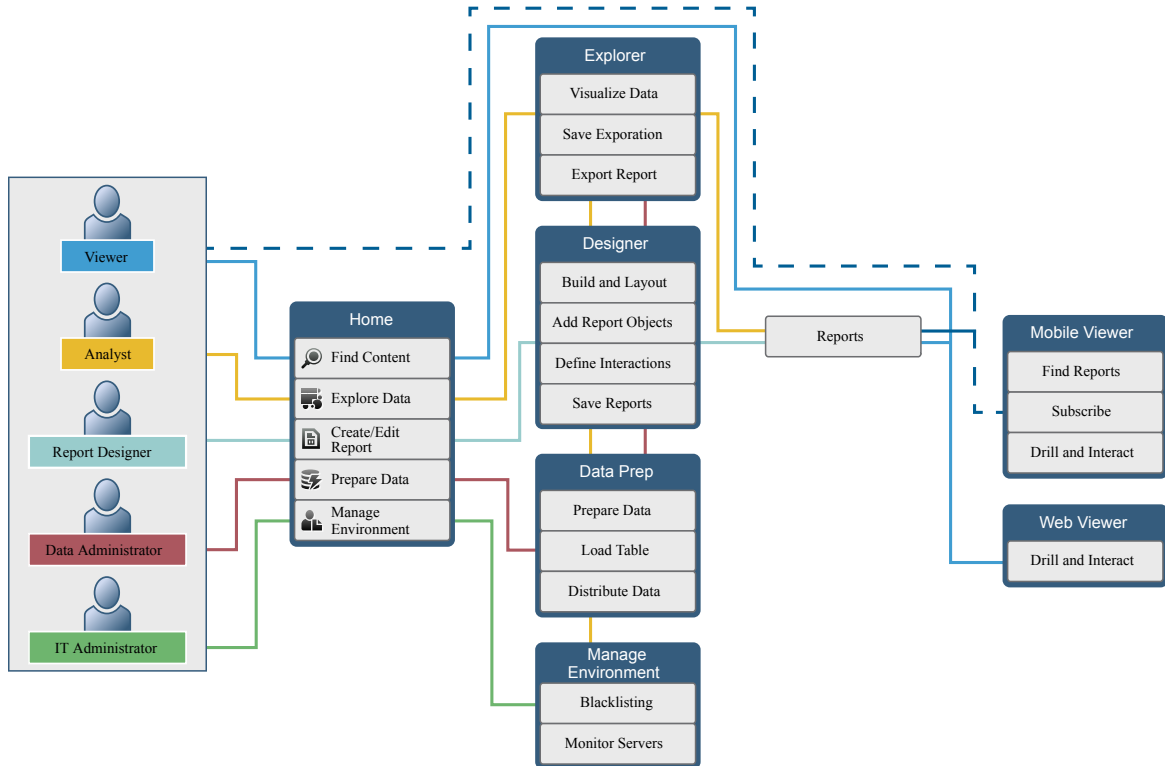 Viewer
Analyst
Report Designer
Data Administrator
IT Administrator
Home
Find Content
Explore Data
Create/Edit
Report
Prepare Data
Manage
Environment
Explorer
Visualize Data
Save Exporation
Export Report
Designer
Build and Layout
Add Report Objects
Define Interactions
Save Reports
Data Prep
Prepare Data
Load Table
Distribute Data
Manage
Environment
Blacklisting
Monitor Servers
Reports
Mobile Viewer
Find Reports
Subscribe
Drill and Interact
Web Viewer
Drill and Interact